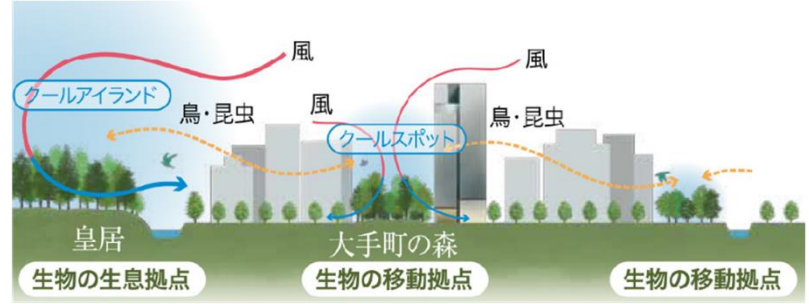 風
風
クールアイランド
鳥・昆虫
風
鳥・昆虫
クールスポット
皇居
大手町の森
生物の生息拠点
生物の移動拠点
生物の移動拠点